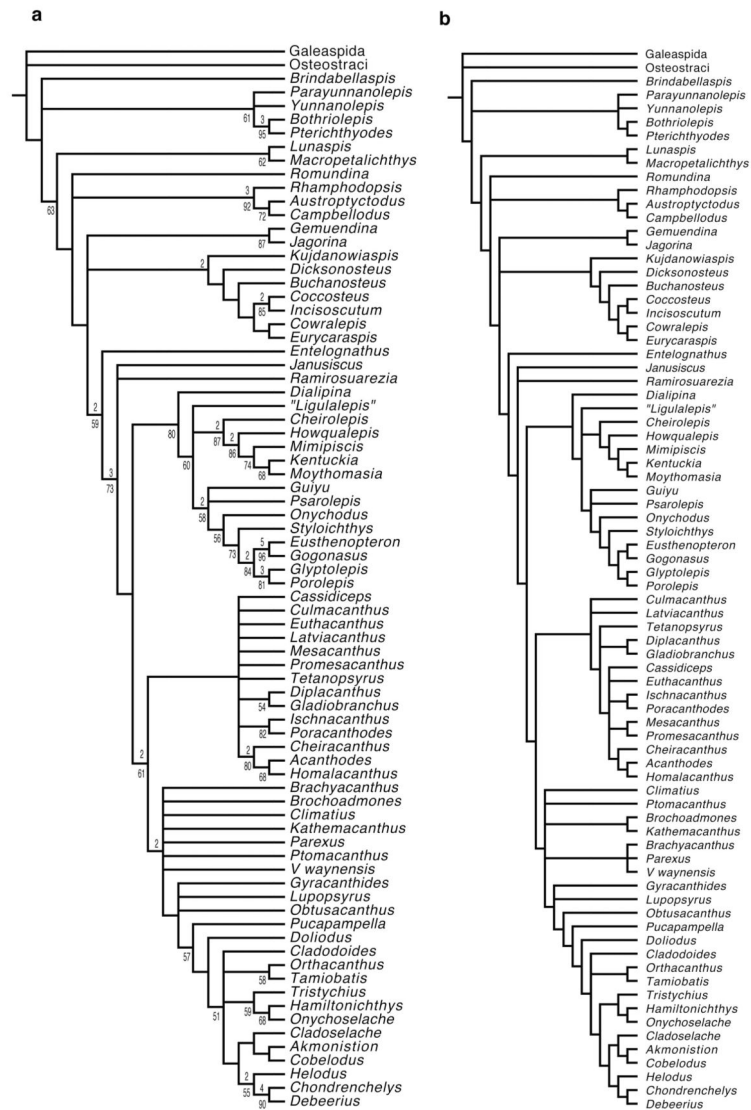 a
Galeaspida
Osteostraci
Brindabellaspis
Parayunnanolepis
61
Yunnanolepis
3
Bothriolepis
95
Pterichthyodes
Lunaspis
62
Macropetalichthys
Romundina
3
Rhamphodopsis
92
Austroptyctodus
63
72
Campbellodus
Gemuendina
87
Jagorina
2
Kujdanowiaspis
Dicksonosteus
Buchanosteus
2
Coccosteus
85
Incisoscutum
Cowralepis
Eurycaraspis
Entelognathus
Janusiscus
Ramirosuarezia
2
59
Dialipina
"Ligulalepis"
80
2
Cheirolepis
87
2
Howqualepis
86
Mimipiscis
60
74
Kentuckia
3
68
Moythomasia
73
Guiyu
2
Psarolepis
58
Onychodus
56
Styliochthys
5
Eusthenopteron
73
2
96
Gogonasus
84
3
Glyptolepis
81
Porolepis
Cassidiceps
Culmacanthus
Euthacanthus
Latviacanthus
Mesacanthus
Promesacanthus
Tetanopsyrus
Diplacanthus
54
Gladiobranchus
Ischnacanthus
82
Poracanthodes
2
Cheiracanthus
2
80
Acanthodes
61
68
Homalacanthus
Brachyacanthus
Brochoadmones
Climatius
Kathemacanthus
2
Parexus
Ptomacanthus
V waynensis
Gyracanthides
Lupopsyrus
Obtusacanthus
Pucapampella
57
Doliodus
Cladodoides
Orthacanthus
58
Tamiobatis
Tristychius
59
Hamiltonichthys
51
68
Onychoselache
Cladoselache
Akmonistion
Cobelodus
2
Helodus
55
4
Chondrenchelys
90
Debeerius
b
Galeaspida
Osteostraci
Brindabellaspis
Parayunnanolepis
Yunnanolepis
Bothriolepis
Pterichthyodes
Lunaspis
Macropetalichthys
Romundina
Rhamphodopsis
Austroptyctodus
Campbellodus
Gemuendina
Jagorina
Kujdanowiaspis
Dicksonosteus
Buchanosteus
Coccosteus
Incisoscutum
Cowralepis
Eurycaraspis
Entelognathus
Janusiscus
Ramirosuarezia
Dialipina
"Ligulalepis"
Cheirolepis
Howqualepis
Mimipiscis
Kentuckia
Moythomasia
Guiyu
Psarolepis
Onychodus
Styloichthys
Eusthenopteron
Gogonasus
Glyptolepis
Porolepis
Culmacanthus
Latviacanthus
Tetanopsyrus
Diplacanthus
Gladiobranchus
Cassidiceps
Euthacanthus
Ischnacanthus
Poracanthodes
Mesacanthus
Promesacanthus
Cheiracanthus
Acanthodes
Homalacanthus
Climatius
Ptomacanthus
Brochoadmones
Kathemacanthus
Brachyacanthus
Parexus
V waynensis
Gyracanthides
Lupopsyrus
Obtusacanthus
Pucapampella
Doliodus
Cladodoides
Orthacanthus
Tamiobatis
Tristychius
Hamiltonichthys
Onychoselache
Cladoselache
Akmonistion
Cobelodus
Helodus
Chondrenchelys
Debeerius